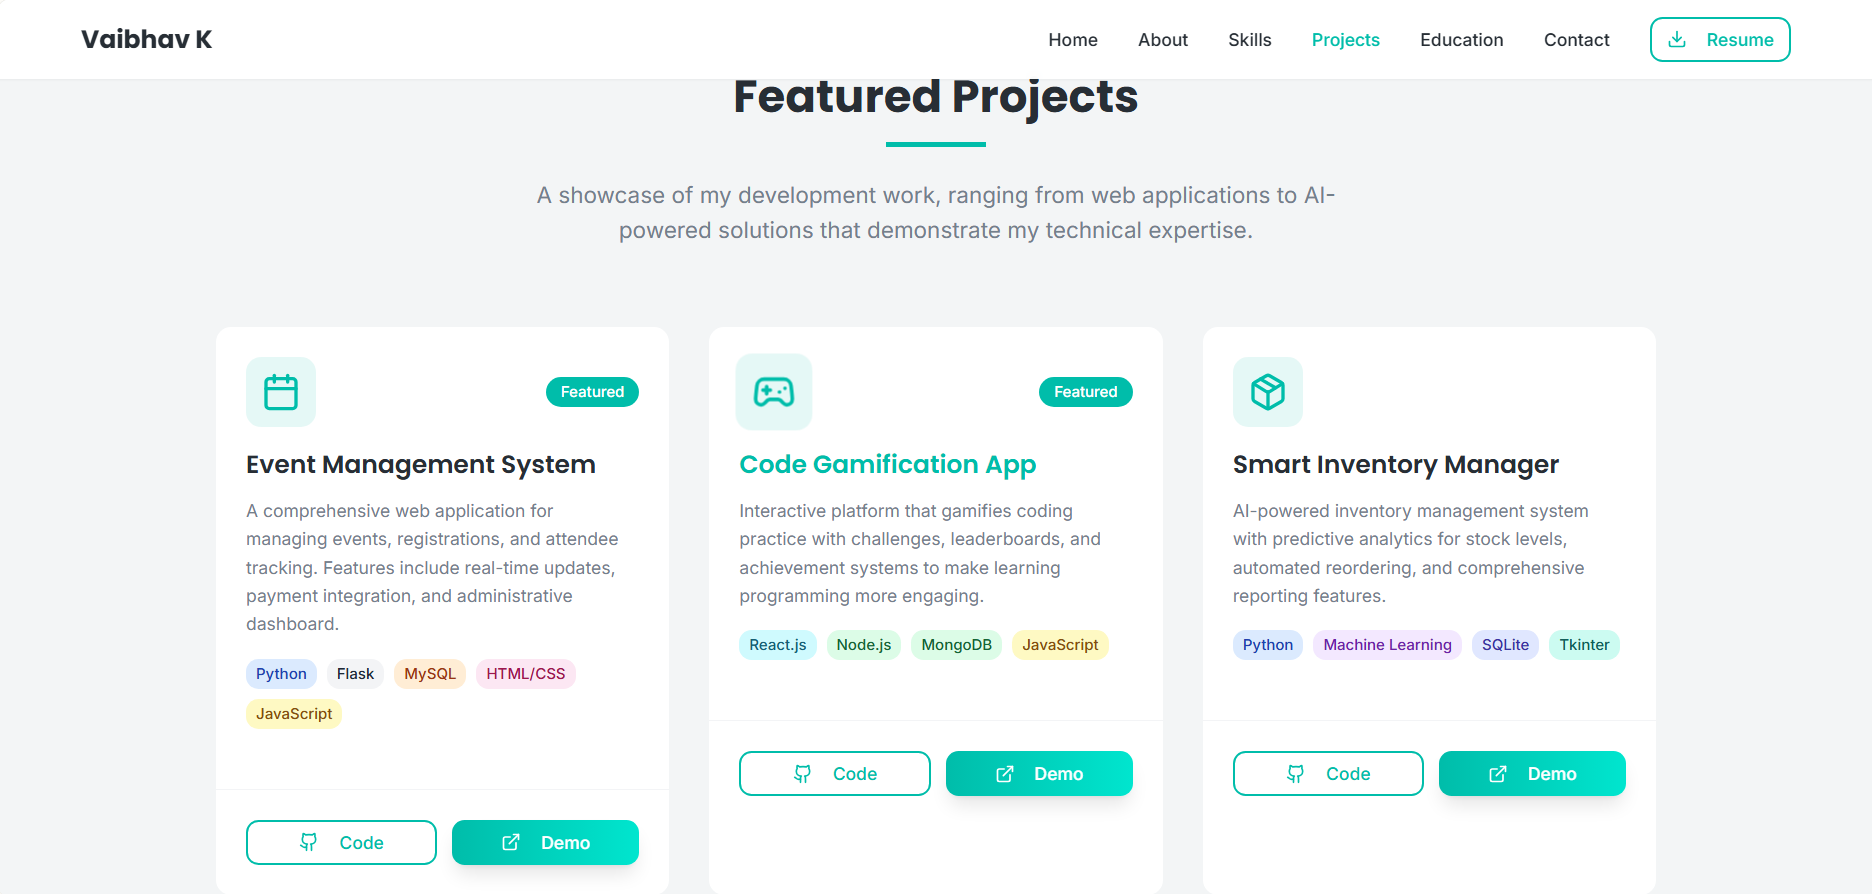 Vaibhav K
Home About Skills Projects Education Contact Resume
Featured Projects
A showcase of my development work, ranging from web applications to AI-
powered solutions that demonstrate my technical expertise.
Featured
Event Management System
A comprehensive web application for
managing events, registrations, and attendee
tracking. Features include real-time updates,
payment integration, and administrative
dashboard.
Python Flask MySQL HTML/CSS
JavaScript
Code Demo
Featured
Code Gamification App
Interactive platform that gamifies coding
practice with challenges, leaderboards, and
achievement systems to make learning
programming more engaging.
React.js Node.js MongoDB JavaScript
Code Demo
Smart Inventory Manager
AI-powered inventory management system
with predictive analytics for stock levels,
automated reordering, and comprehensive
reporting features.
Python Machine Learning SQLite Tkinter
Code Demo